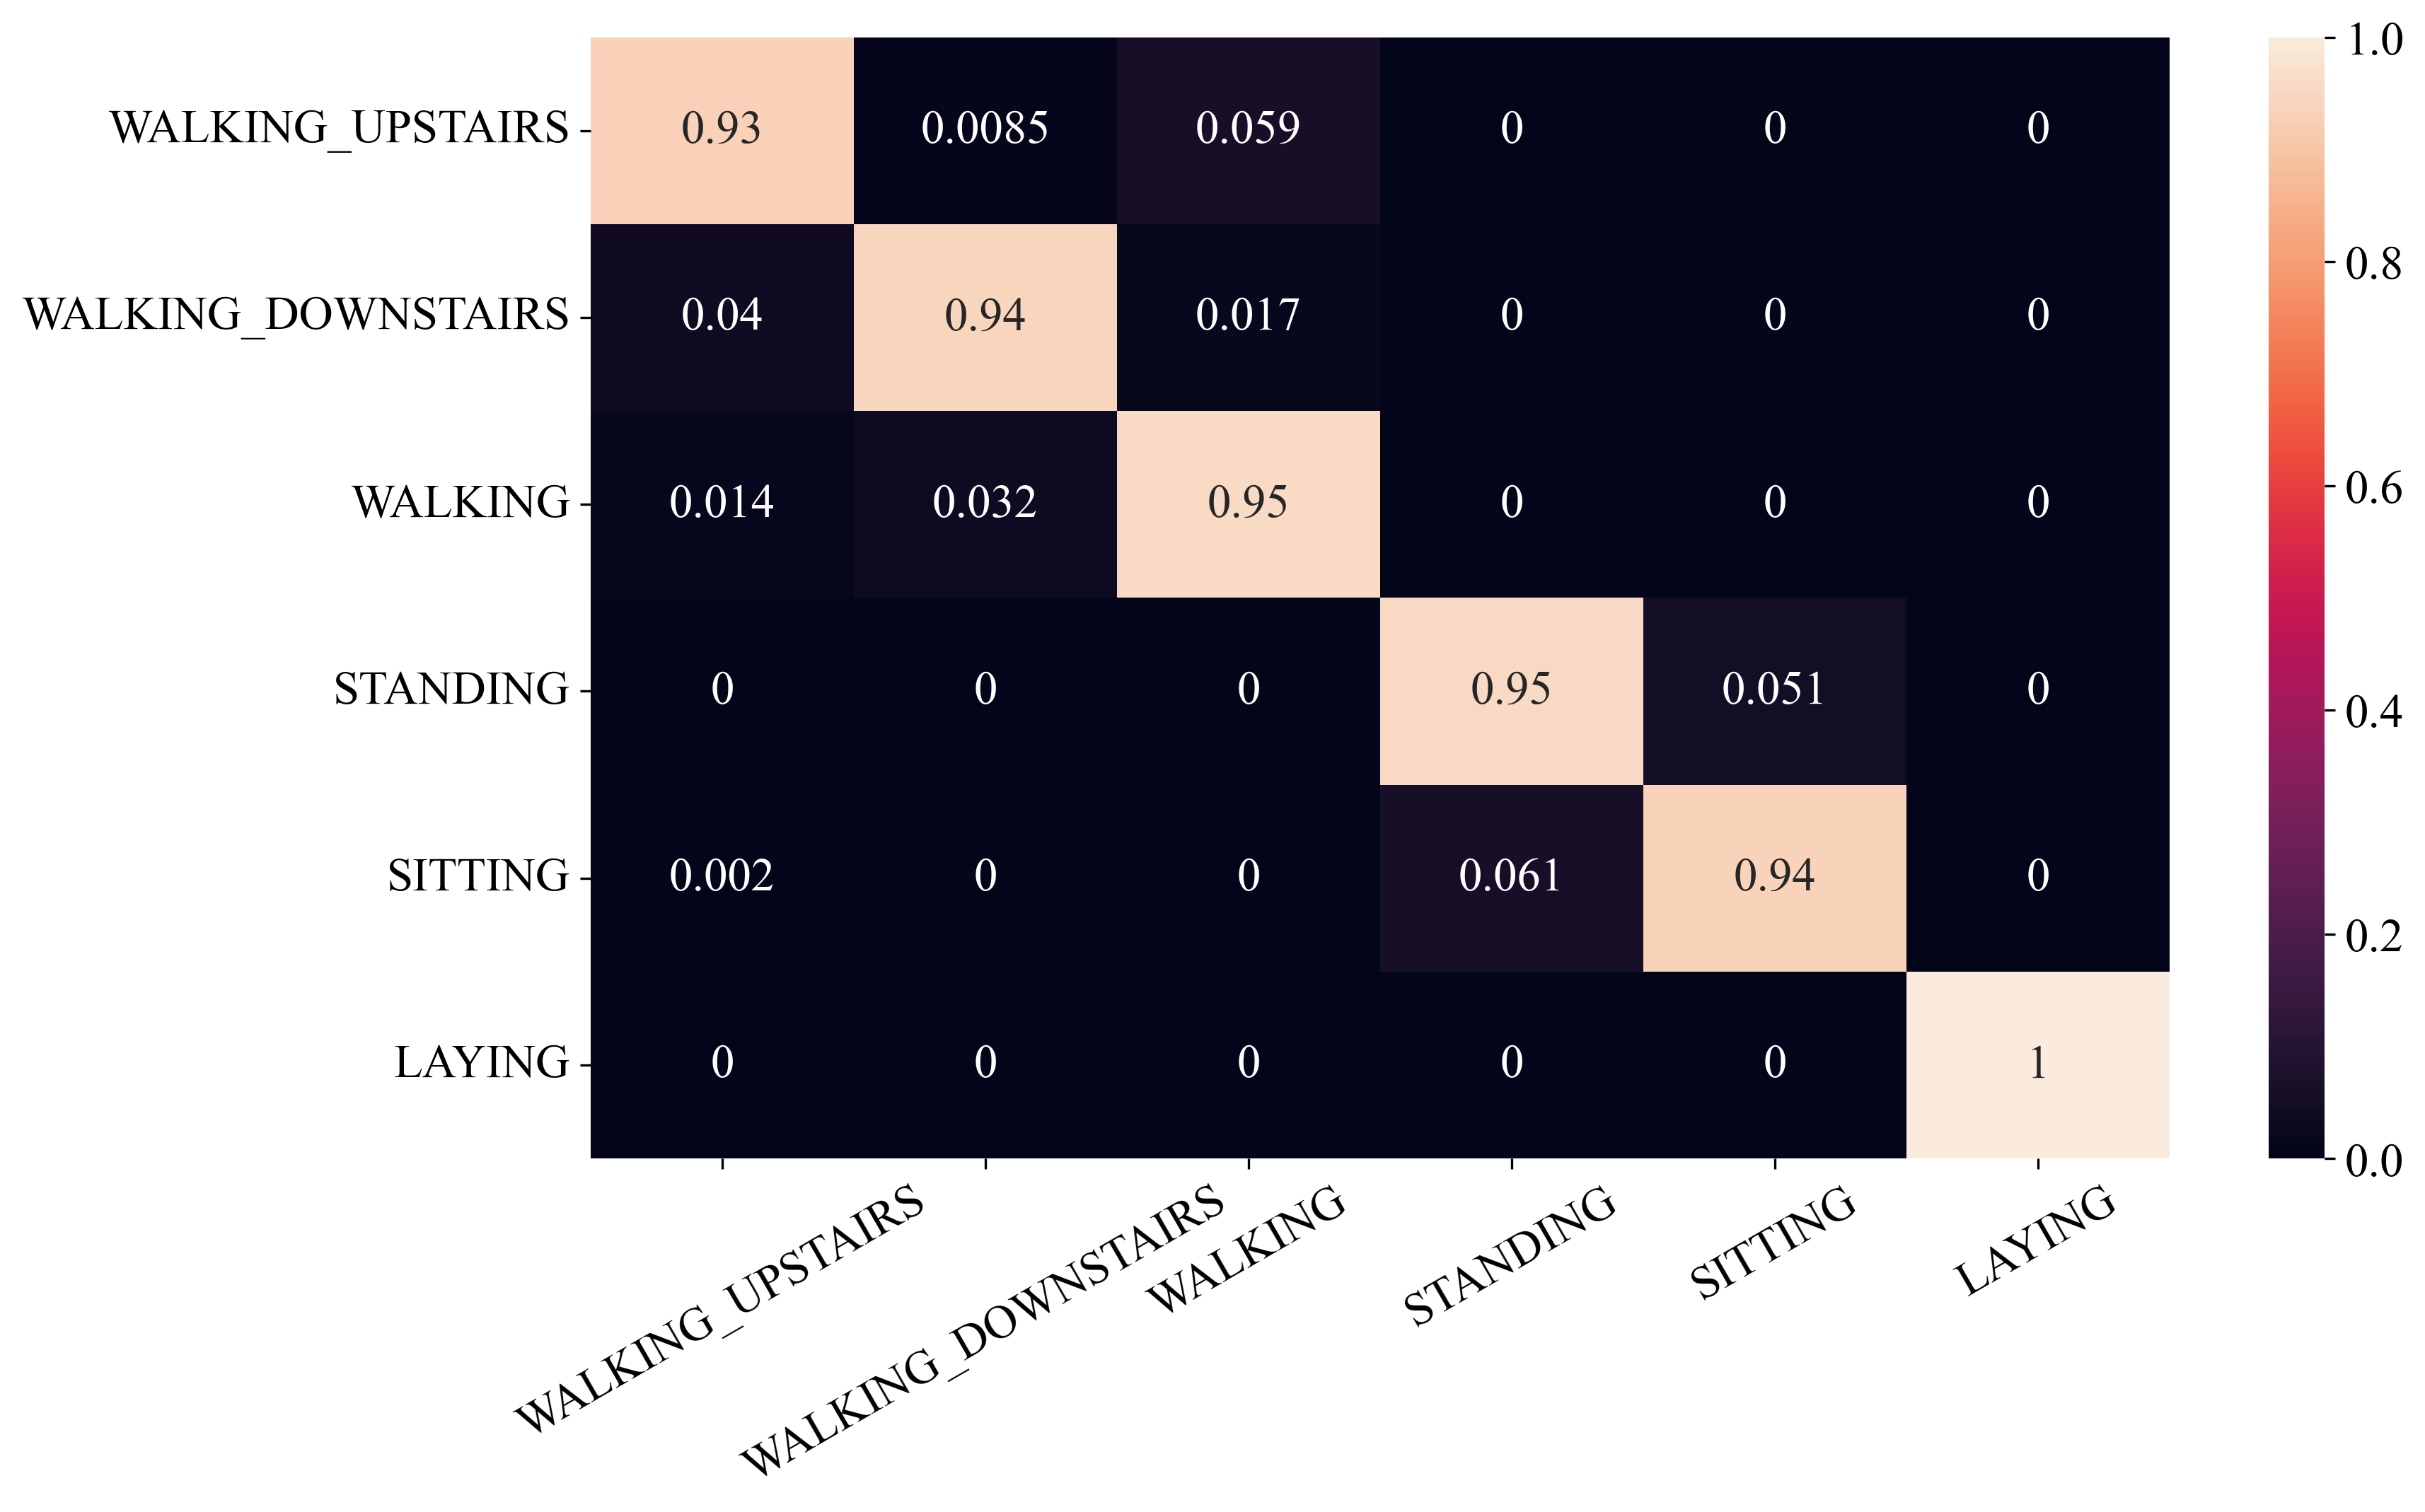 WALKING_UPSTAIRS 0.93 0.0085 0.059 0 0 0
WALKING_DOWNSTAIRS 0.04 0.94 0.017 0 0 0
WALKING 0.014 0.032 0.95 0 0 0
STANDING 0 0 0 0.95 0.051 0
SITTING 0.002 0 0 0.061 0.94 0
LAYING 0 0 0 0 0 1
WALKING_UPSTAIRS
WALKING_DOWNSTAIRS
WALKING
STANDING
SITTING
LAYING
1.0
0.8
0.6
0.4
0.2
0.0